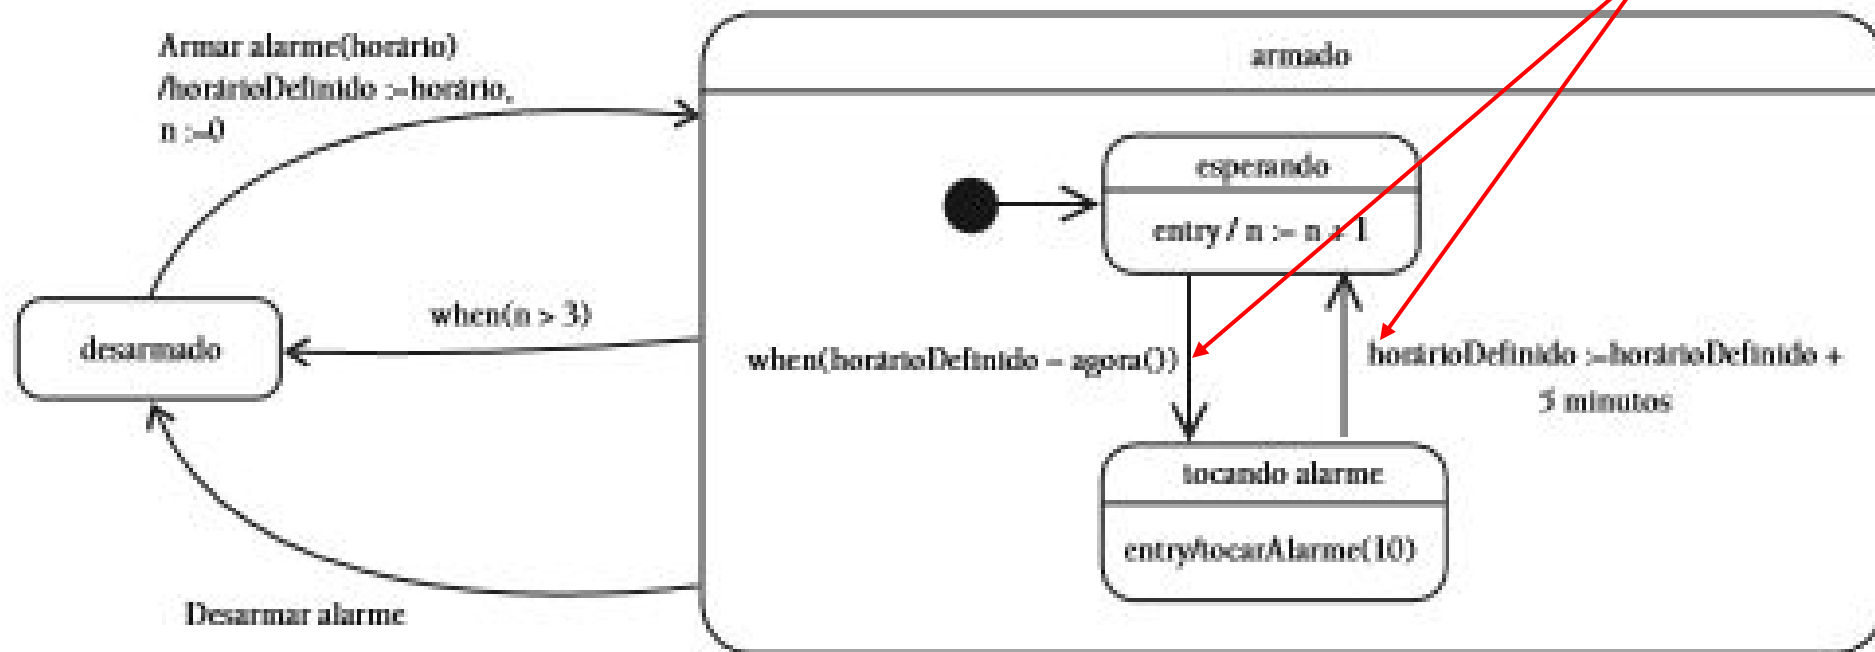 Armar alarme(horário)
/horárioDefinido :=horário,
n :=0
armado
esperando
entry / n := n + 1
when(n > 3)
desarmado
when(horárioDefinido = agora())
horárioDefinido :=horárioDefinido +
5 minutos
tocando alarme
entry/tocarAlarme(10)
Desarmar alarme